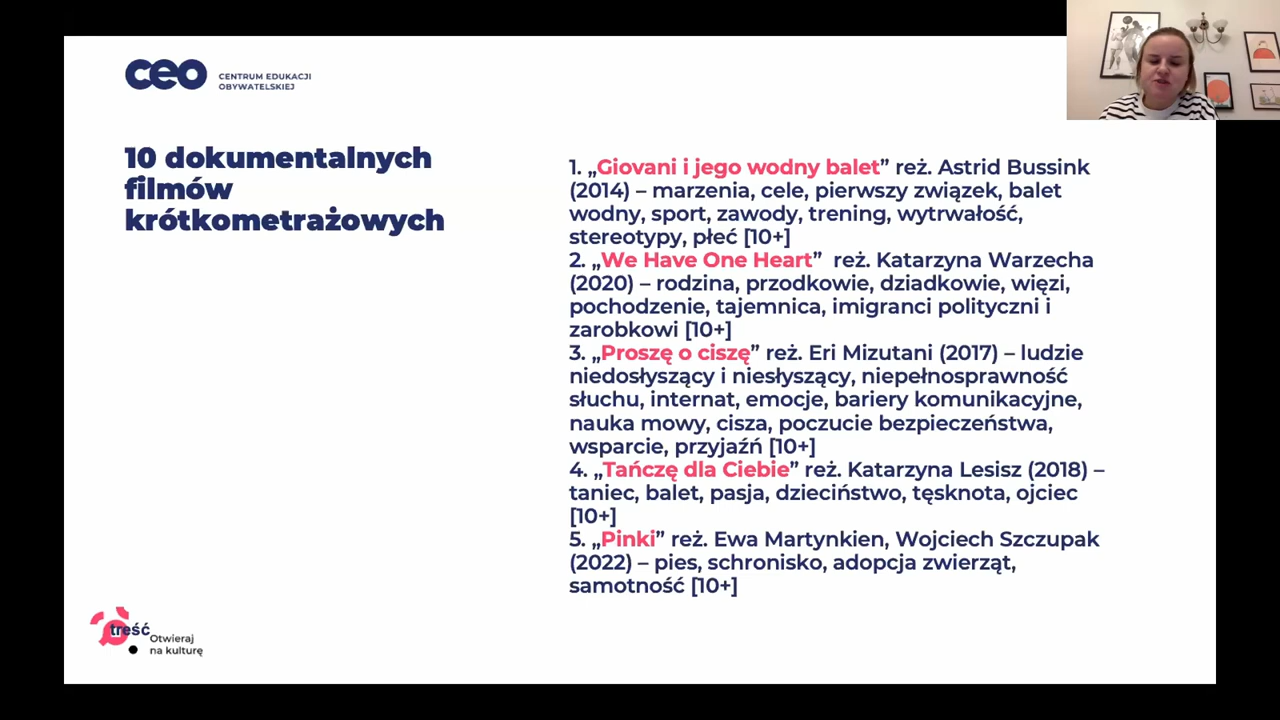 ceo CENTRUM EDUKACJI
OBYWATELSKIEJ
10 dokumentalnych
filmów
krótkometrażowych
1. „Giovani i jego wodny balet” reż. Astrid Bussink
(2014) – marzenia, cele, pierwszy związek, balet
wodny, sport, zawody, trening, wytrwałość,
stereotypy, płeć [10+]
2. „We Have One Heart”  reż. Katarzyna Warzecha
(2020) – rodzina, przodkowie, dziadkowie, więzi,
pochodzenie, tajemnica, imigranci polityczni i
zarobkowi [10+]
3. „Proszę o ciszę” reż. Eri Mizutani (2017) – ludzie
niedosłyszący i niesłyszący, niepełnosprawność
słuchu, internat, emocje, bariery komunikacyjne,
nauka mowy, cisza, poczucie bezpieczeństwa,
wsparcie, przyjaźń [10+]
4. „Tańczę dla Ciebie” reż. Katarzyna Lesisz (2018) –
taniec, balet, pasja, dzieciństwo, tęsknota, ojciec
[10+]
5. „Pinki” reż. Ewa Martynkien, Wojciech Szczupak
(2022) – pies, schronisko, adopcja zwierząt,
samotność [10+]
treść
Otwieraj
na kulturę